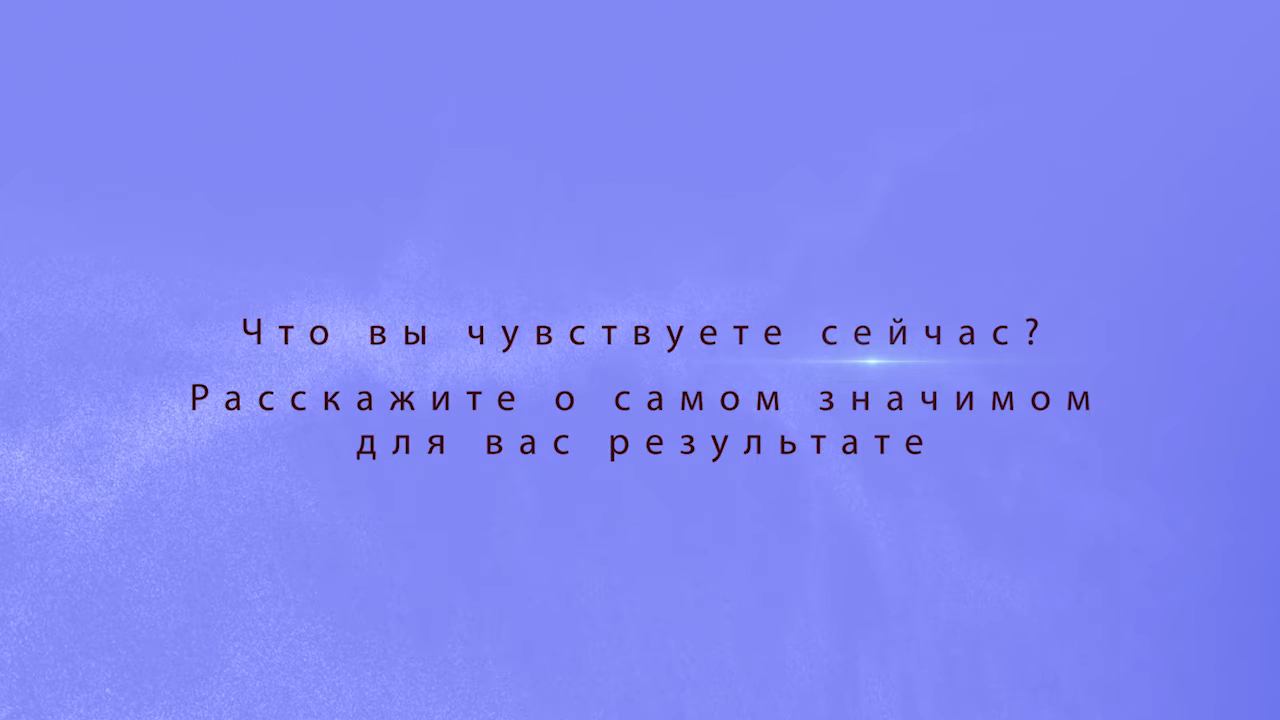 Что вы чувствуете сейчас?
Расскажите о самом значимом
для вас результате